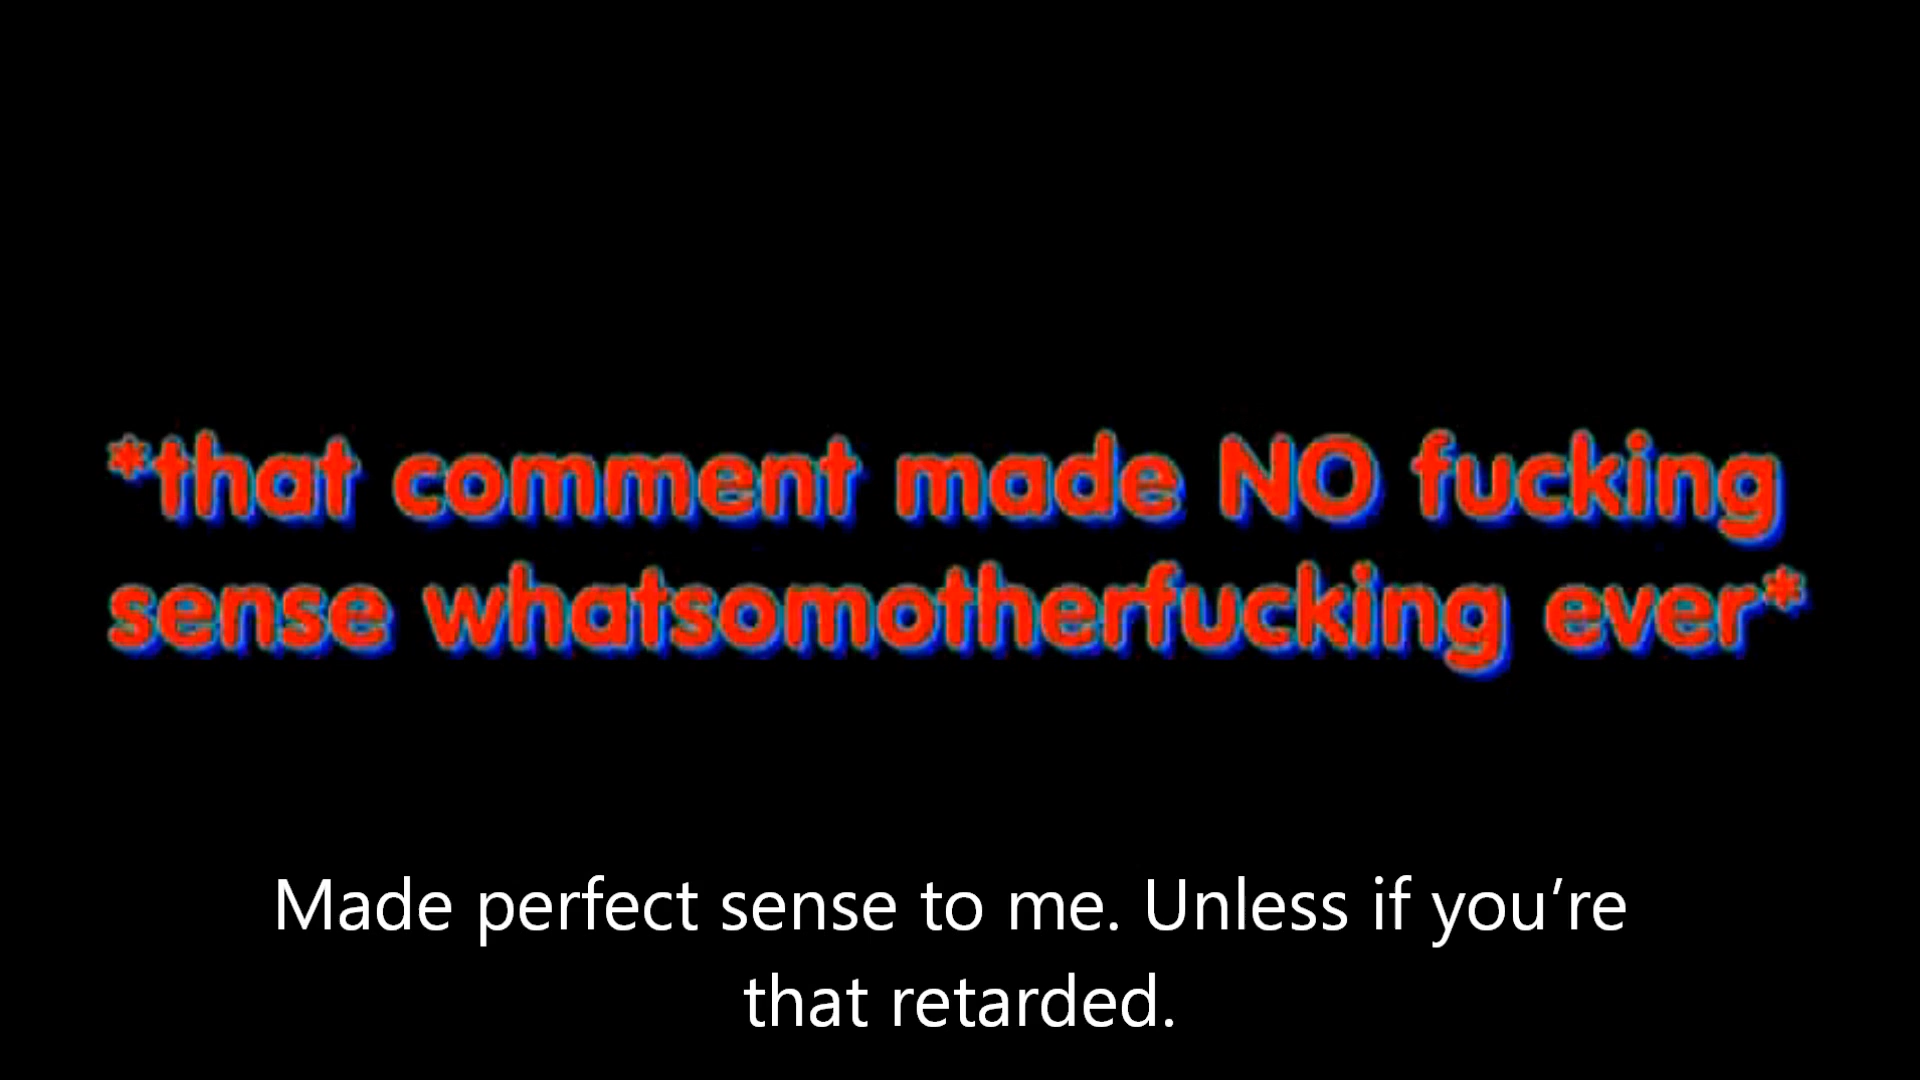 *that comment made NO fucking
sense whatsomotherfucking ever*
Made perfect sense to me. Unless if you’re
that retarded.